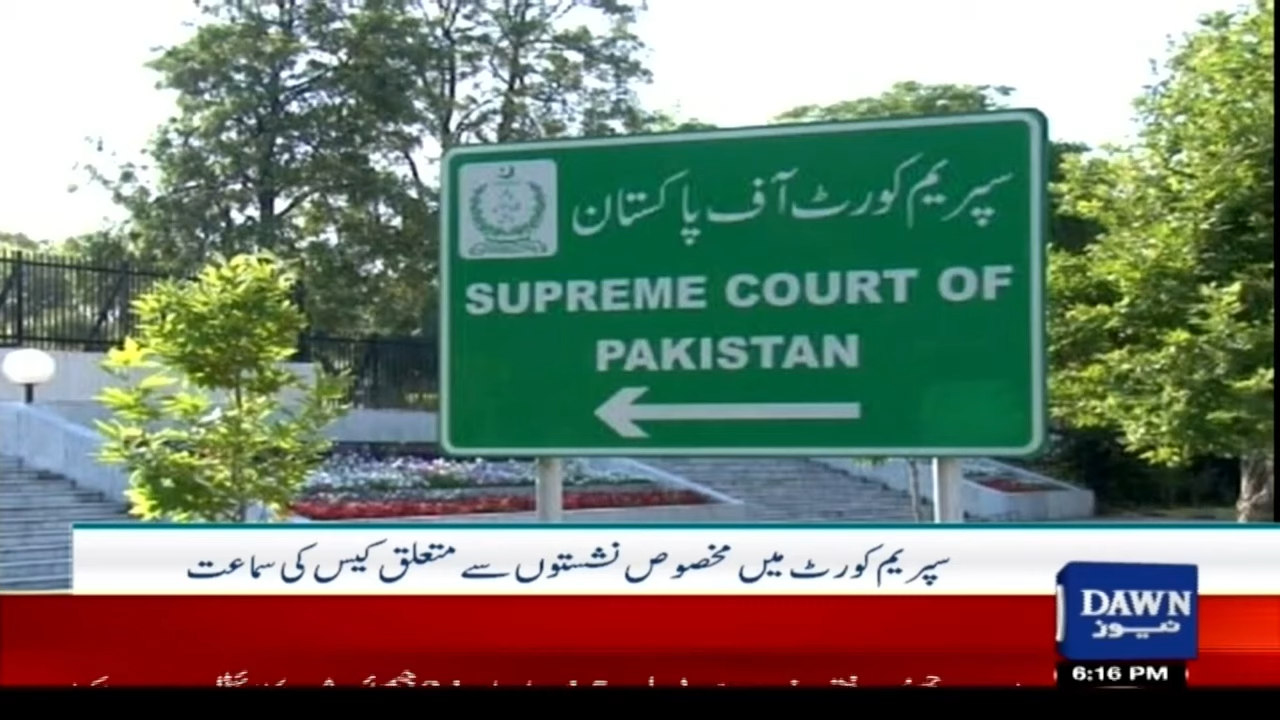 سپریم کورٹ آف پاکستان
SUPREME COURT OF
PAKISTAN
سپریم کورٹ میں مخصوص نشستوں سے متعلق کیس کی سماعت
DAWN
نیوز
6:16 PM